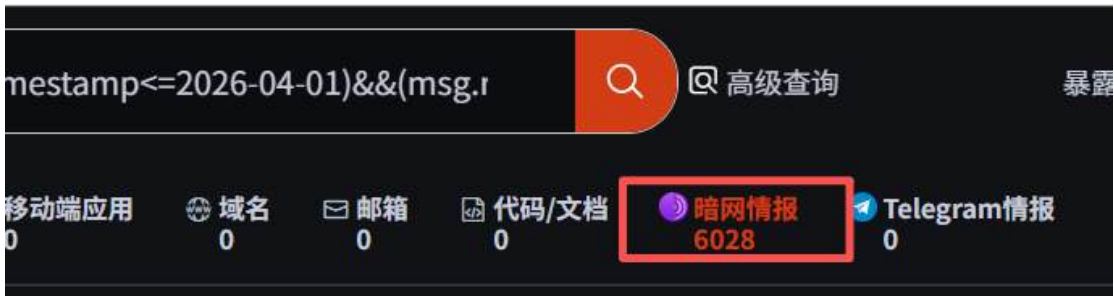 mestamp<=2026-04-01)&&(msg.r
高级查询
暴露
移动端应用
0
域名
0
邮箱
0
代码/文档
0
暗网情报
6028
Telegram情报
0